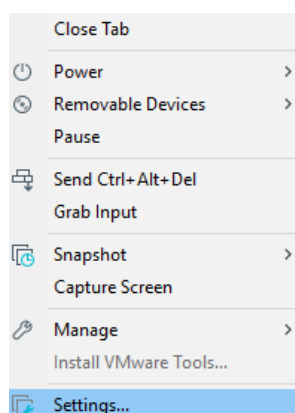 Close Tab
Power
Removable Devices
Pause
Send Ctrl+Alt+Del
Grab Input
Snapshot
Capture Screen
Manage
Install VMware Tools...
Settings...